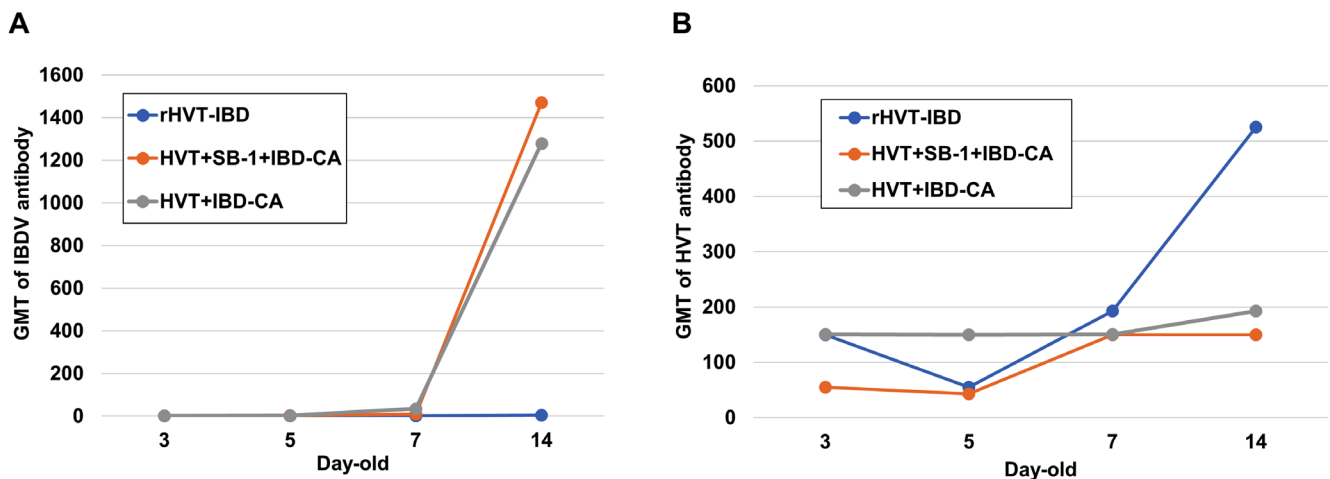 A
GMT of IBDV antibody
1600
1400
1200
1000
800
600
400
200
0
rHVT-IBD
HVT+SB-1+IBD-CA
HVT+IBD-CA
3 5 7 14
Day-old
B
GMT of HVT antibody
600
500
400
300
200
100
0
rHVT-IBD
HVT+SB-1+IBD-CA
HVT+IBD-CA
3 5 7 14
Day-old